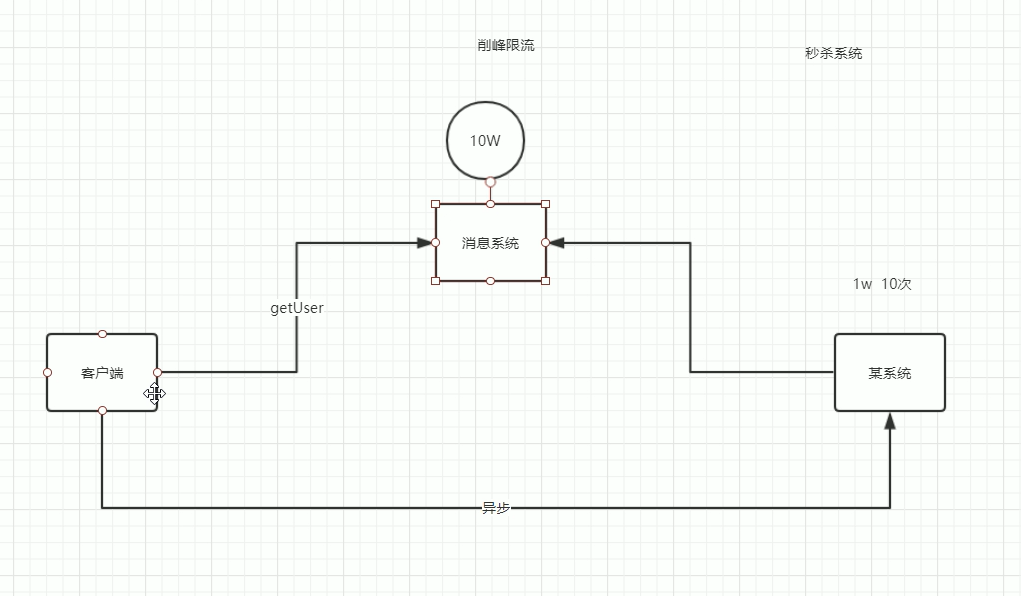 削峰限流
秒杀系统
10W
消息系统
1w 10次
getUser
客户端
某系统
异步